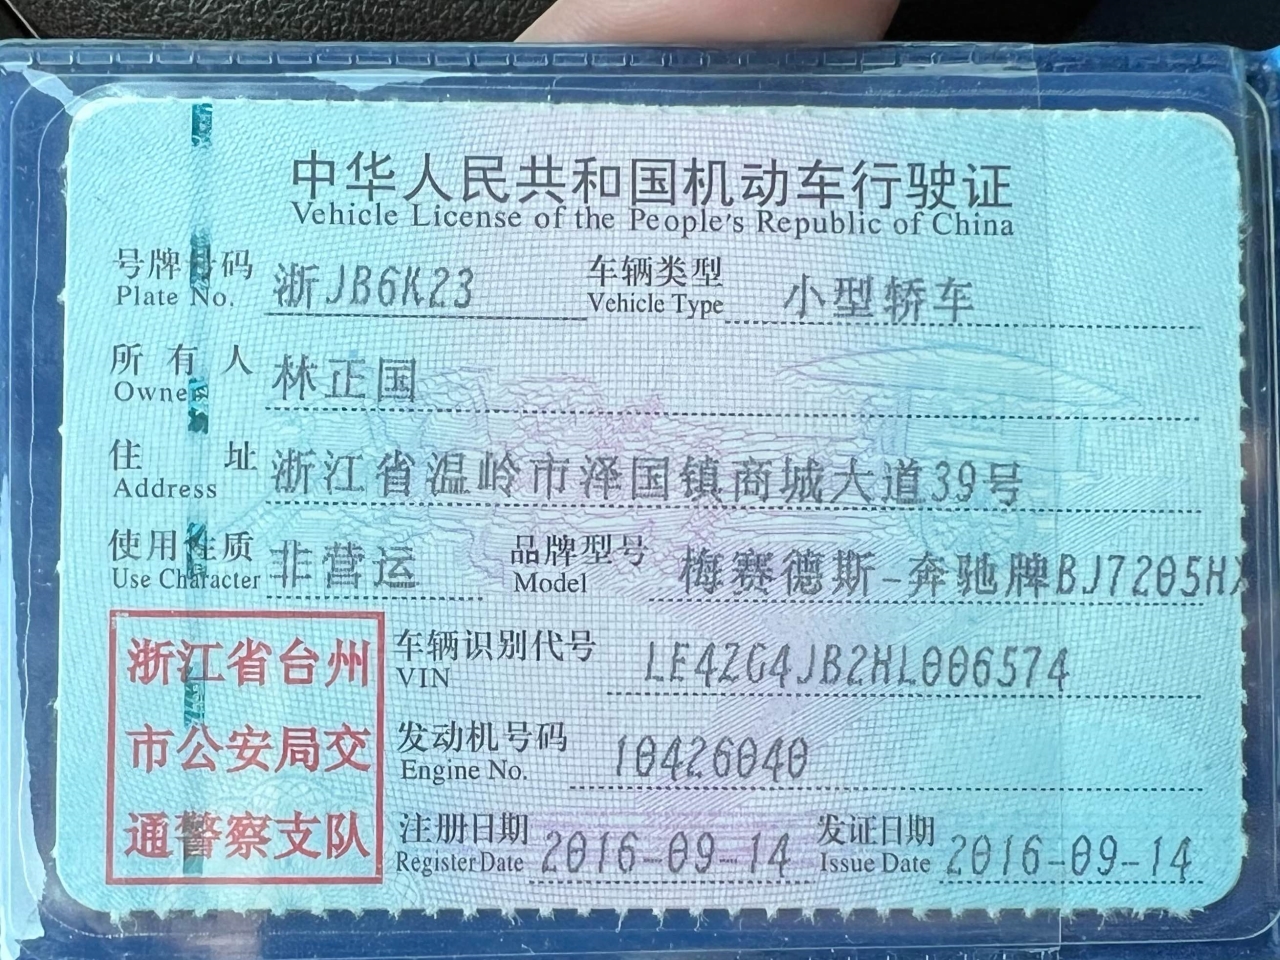 中华人民共和国机动车行驶证
Vehicle License of the People's Republic of China
号牌号码 浙JB6K23 车辆类型 小型轿车
Plate No. Vehicle Type
所有人 林正国
Owner
住址 浙江省温岭市泽国镇商城大道39号
Address
使用性质 非营运 品牌型号 梅赛德斯-奔驰牌BJ7205HX
Use Character Model
浙江省台州
市公安局交
通警察支队
车辆识别代号 LE4ZG4JB2HL006574
VIN
发动机号码 10426040
Engine No.
注册日期 2016-09-14 发证日期 2016-09-14
Register Date Issue Date